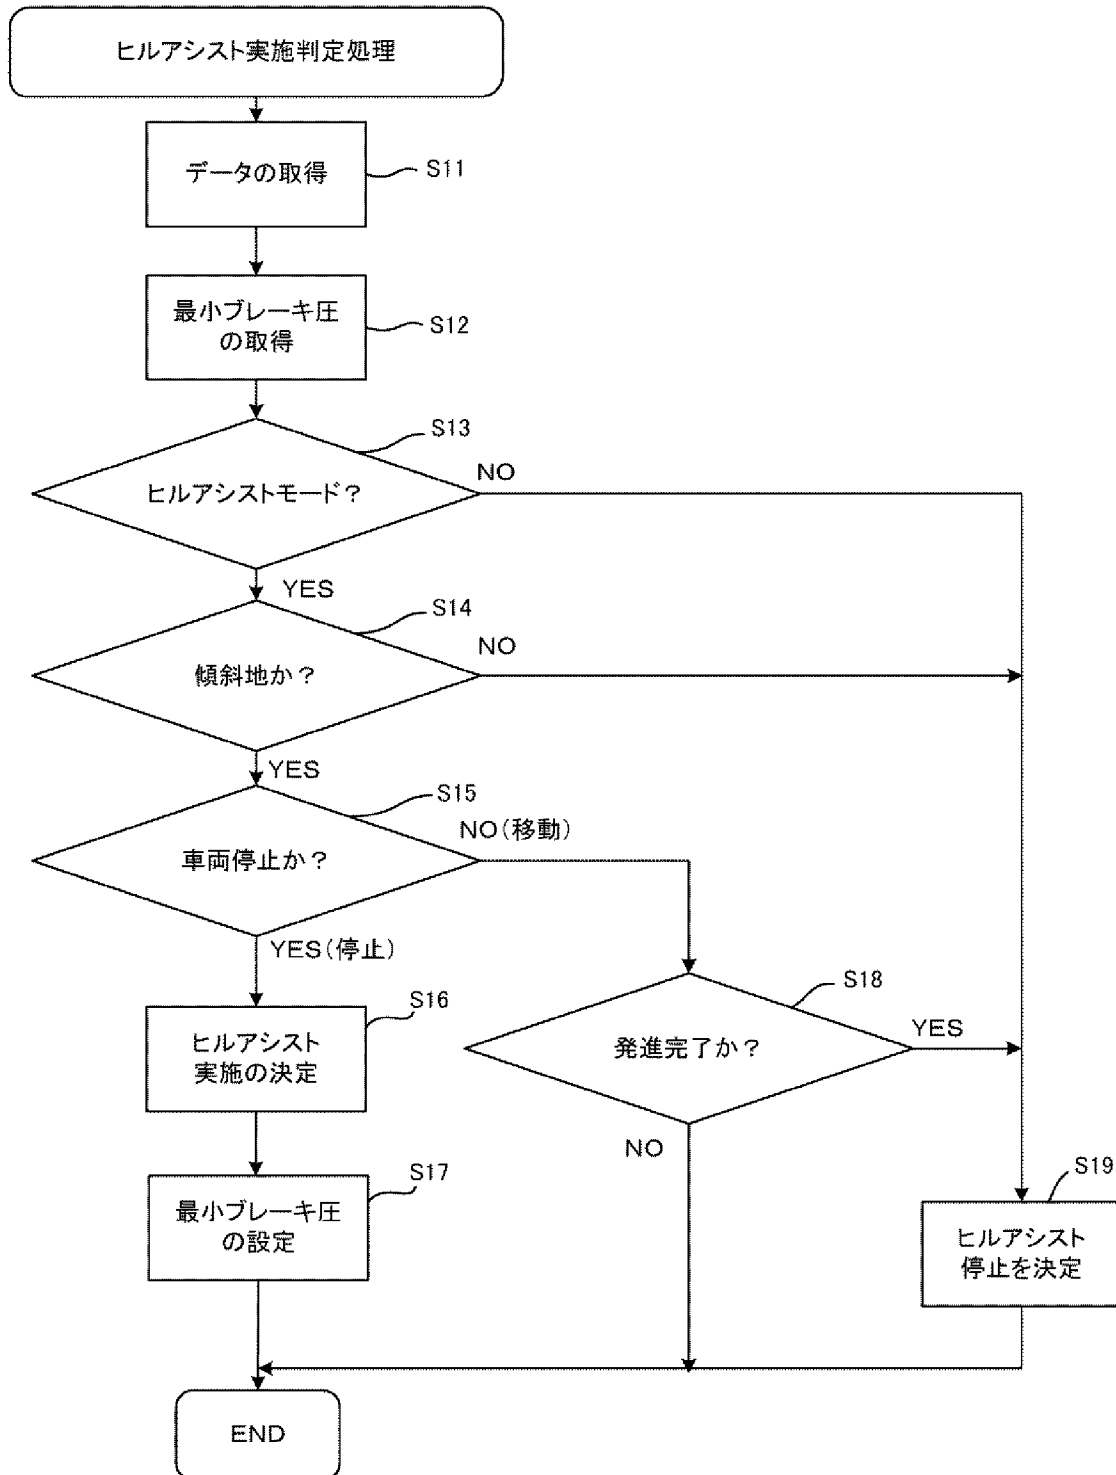 ヒルアシスト実施判定処理
データの取得
S11
最小ブレーキ圧
の取得
S12
S13
ヒルアシストモード？
NO
YES
S14
傾斜地か？
NO
YES
S15
車両停止か？
NO（移動）
YES（停止）
S16
ヒルアシスト
実施の決定
S18
発進完了か？
YES
NO
S17
最小ブレーキ圧
の設定
S19
ヒルアシスト
停止を決定
END